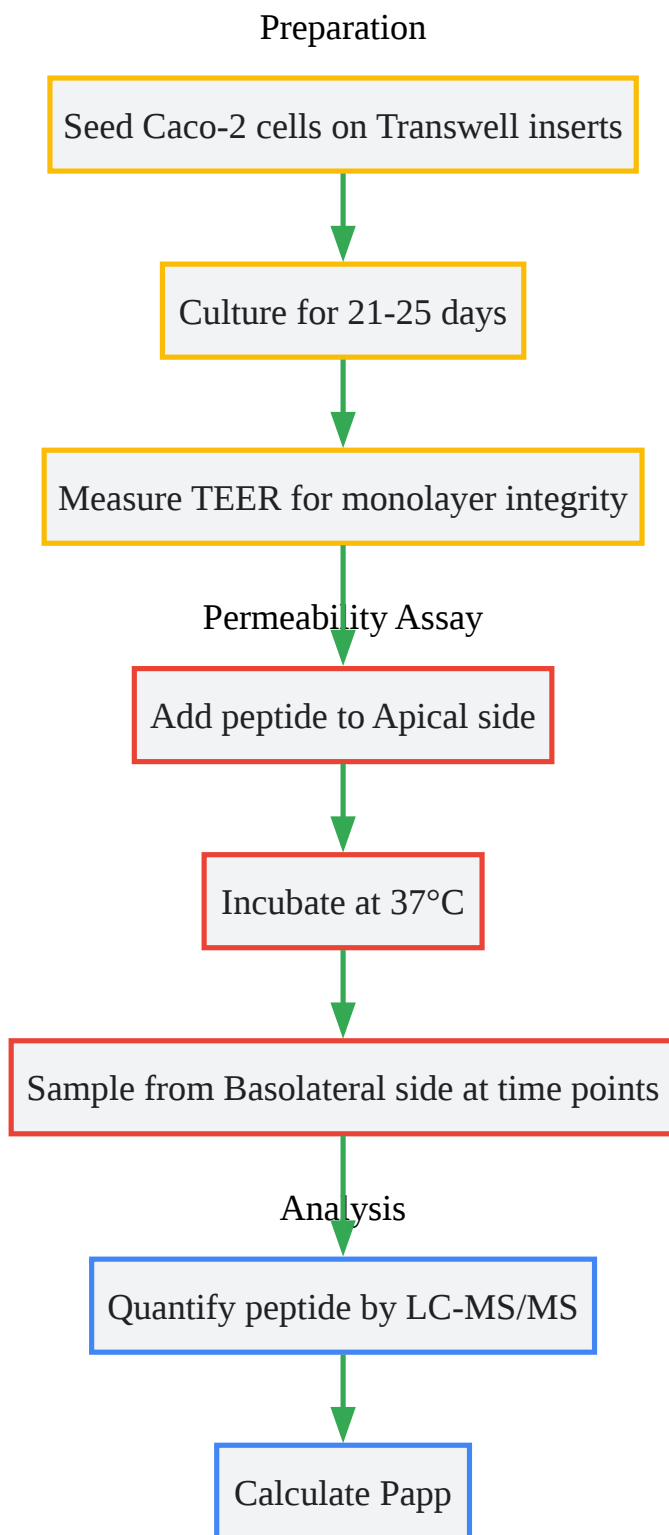 Preparation
Seed Caco-2 cells on Transwell inserts
Culture for 21-25 days
Measure TEER for monolayer integrity
Permeability Assay
Add peptide to Apical side
Incubate at 37°C
Sample from Basolateral side at time points
Analysis
Quantify peptide by LC-MS/MS
Calculate Papp